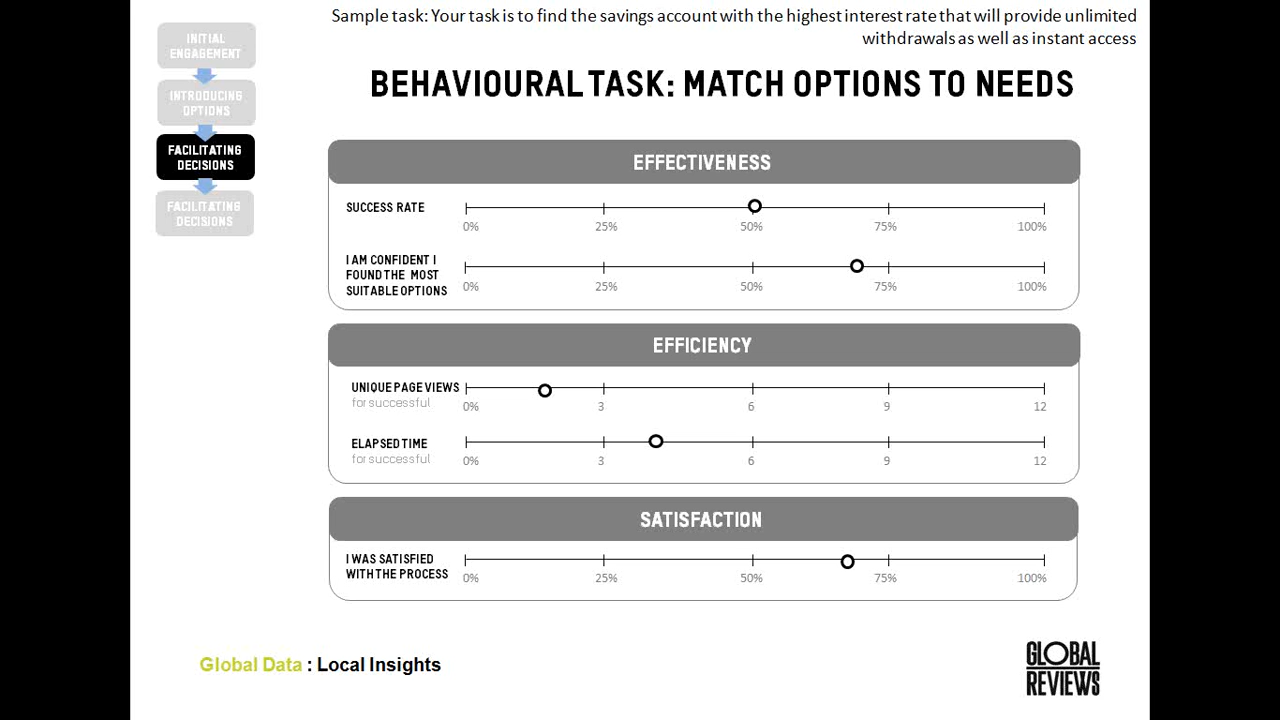 Sample task: Your task is to find the savings account with the highest interest rate that will provide unlimited
withdrawals as well as instant access
INITIAL
ENGAGEMENT
INTRODUCING
OPTIONS
FACILITATING
DECISIONS
FACILITATING
DECISIONS
BEHAVIOURAL TASK: MATCH OPTIONS TO NEEDS
EFFECTIVENESS
SUCCESS RATE
0% 25% 50% 75% 100%
I AM CONFIDENT I
FOUND THE MOST
SUITABLE OPTIONS
0% 25% 50% 75% 100%
EFFICIENCY
UNIQUE PAGE VIEWS
for successful
0% 3 6 9 12
ELAPSED TIME
for successful
0% 3 6 9 12
SATISFACTION
I WAS SATISFIED
WITH THE PROCESS
0% 25% 50% 75% 100%
Global Data : Local Insights
GLOBAL
REVIEWS